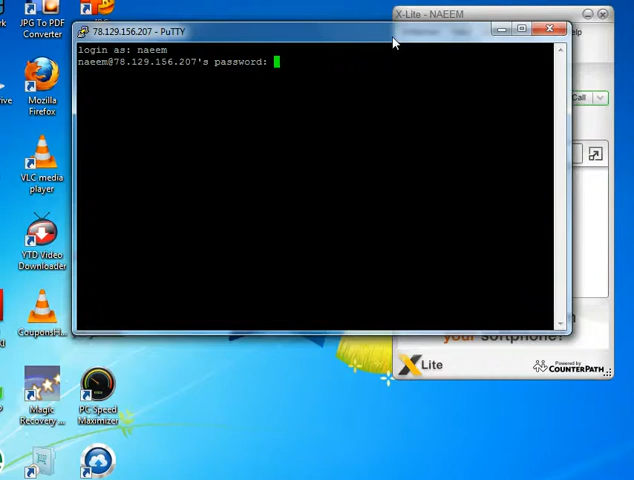 JPG To PDF
Converter
X-Lite - NAEEM
78.129.156.207 - PuTTY
login as: naeem
naeem@78.129.156.207's password:
Call
Mozilla
Firefox
VLC media
player
YTD Video
Downloader
CouponsH...
your softphone?
X Lite
Powered by
COUNTERPATH
Magic
Recovery ...
PC Speed
Maximizer